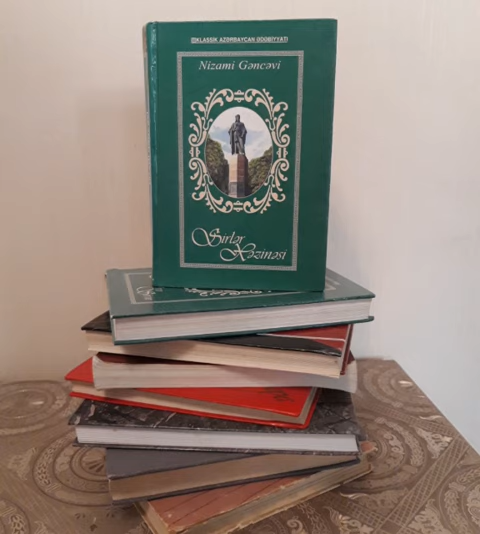 KLASSİK AZƏRBAYCAN ƏDƏBİYYATI
Nizami Gəncəvi
Sirlər
Xəzinəsi